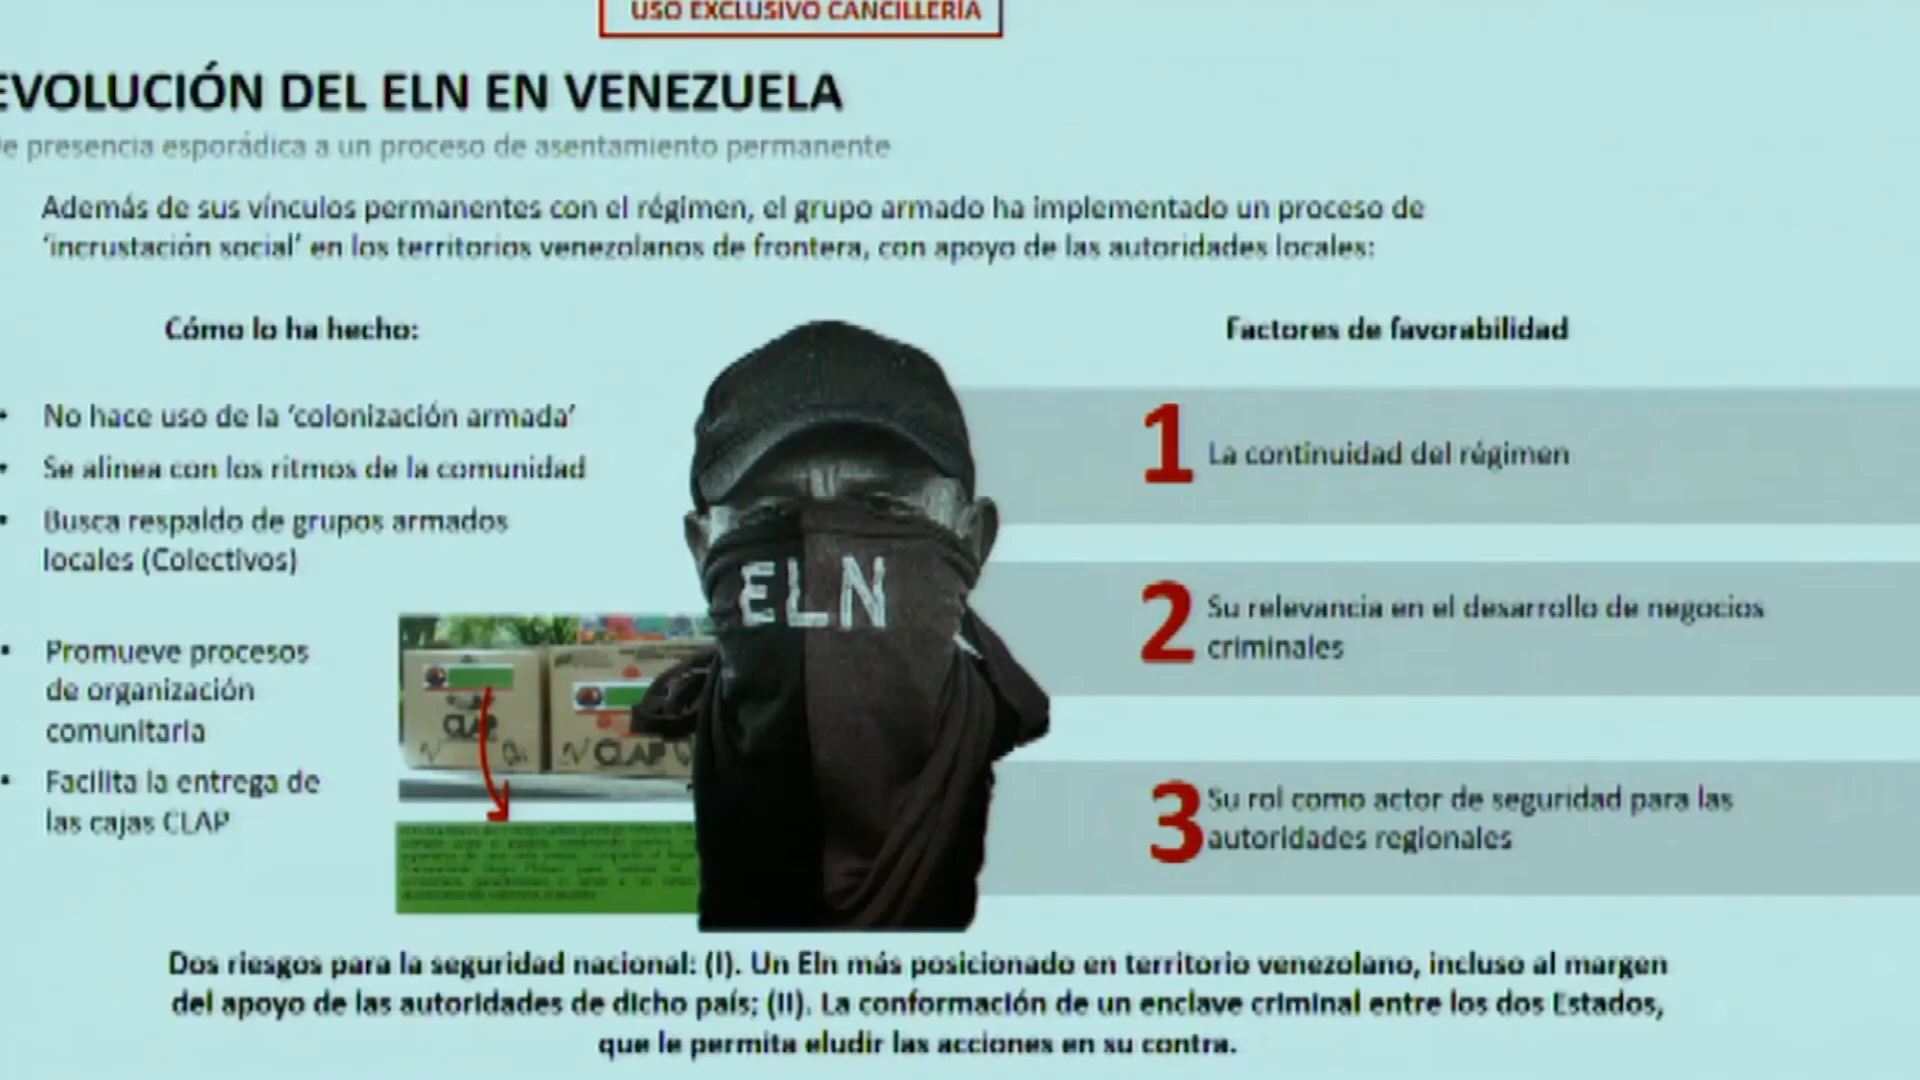 USO EXCLUSIVO CANCILLERÍA
EVOLUCIÓN DEL ELN EN VENEZUELA
De presencia esporádica a un proceso de asentamiento permanente
Además de sus vínculos permanentes con el régimen, el grupo armado ha implementado un proceso de
‘incrustación social’ en los territorios venezolanos de frontera, con apoyo de las autoridades locales:
Cómo lo ha hecho:
• No hace uso de la ‘colonización armada’
• Se alinea con los ritmos de la comunidad
• Busca respaldo de grupos armados
locales (Colectivos)
• Promueve procesos
de organización
comunitaria
• Facilita la entrega de
las cajas CLAP
CLAP
CLAP
ELN
Factores de favorabilidad
1 La continuidad del régimen
2 Su relevancia en el desarrollo de negocios
criminales
3 Su rol como actor de seguridad para las
autoridades regionales
Dos riesgos para la seguridad nacional: (I). Un Eln más posicionado en territorio venezolano, incluso al margen
del apoyo de las autoridades de dicho país; (II). La conformación de un enclave criminal entre los dos Estados,
que le permita eludir las acciones en su contra.